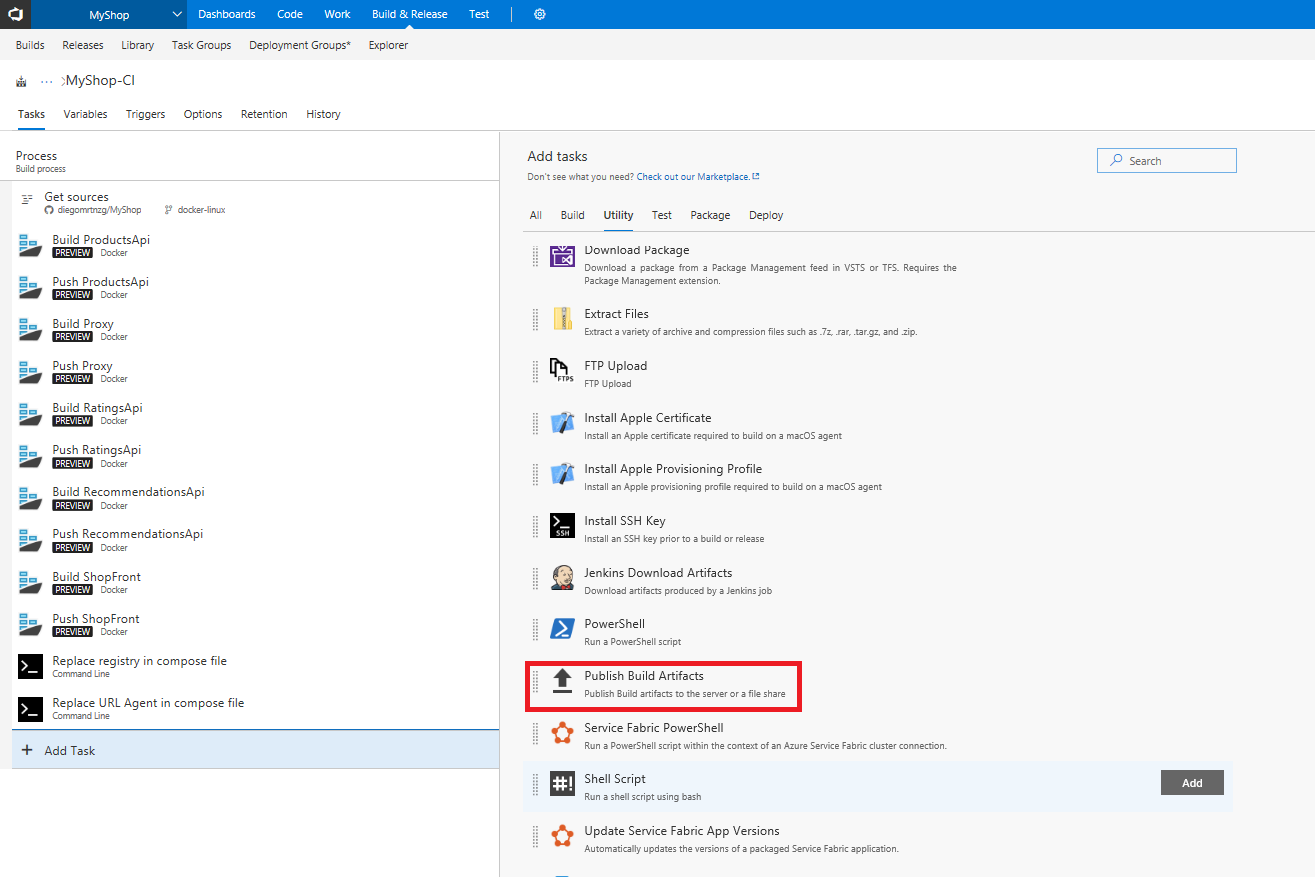 MyShop
Dashboards
Code
Work
Build & Release
Test
Builds
Releases
Library
Task Groups
Deployment Groups*
Explorer
... >MyShop-CI
Tasks
Variables
Triggers
Options
Retention
History
Process
Build process
Get sources
diegomrtnzg/MyShop
docker-linux
Build ProductsApi
PREVIEW Docker
Push ProductsApi
PREVIEW Docker
Build Proxy
PREVIEW Docker
Push Proxy
PREVIEW Docker
Build RatingsApi
PREVIEW Docker
Push RatingsApi
PREVIEW Docker
Build RecommendationsApi
PREVIEW Docker
Push RecommendationsApi
PREVIEW Docker
Build ShopFront
PREVIEW Docker
Push ShopFront
PREVIEW Docker
Replace registry in compose file
Command Line
Replace URL Agent in compose file
Command Line
+ Add Task
Add tasks
Search
Don't see what you need? Check out our Marketplace.
All
Build
Utility
Test
Package
Deploy
Download Package
Download a package from a Package Management feed in VSTS or TFS. Requires the
Package Management extension.
Extract Files
Extract a variety of archive and compression files such as .7z, .rar, .tar.gz, and .zip.
FTPS
FTP Upload
FTP Upload
Install Apple Certificate
Install an Apple certificate required to build on a macOS agent
Install Apple Provisioning Profile
Install an Apple provisioning profile required to build on a macOS agent
SSH
Install SSH Key
Install an SSH key prior to a build or release
Jenkins Download Artifacts
Download artifacts produced by a Jenkins job
PowerShell
Run a PowerShell script
Publish Build Artifacts
Publish Build artifacts to the server or a file share
Service Fabric PowerShell
Run a PowerShell script within the context of an Azure Service Fabric cluster connection.
#!
Shell Script
Run a shell script using bash
Add
Update Service Fabric App Versions
Automatically updates the versions of a packaged Service Fabric application.